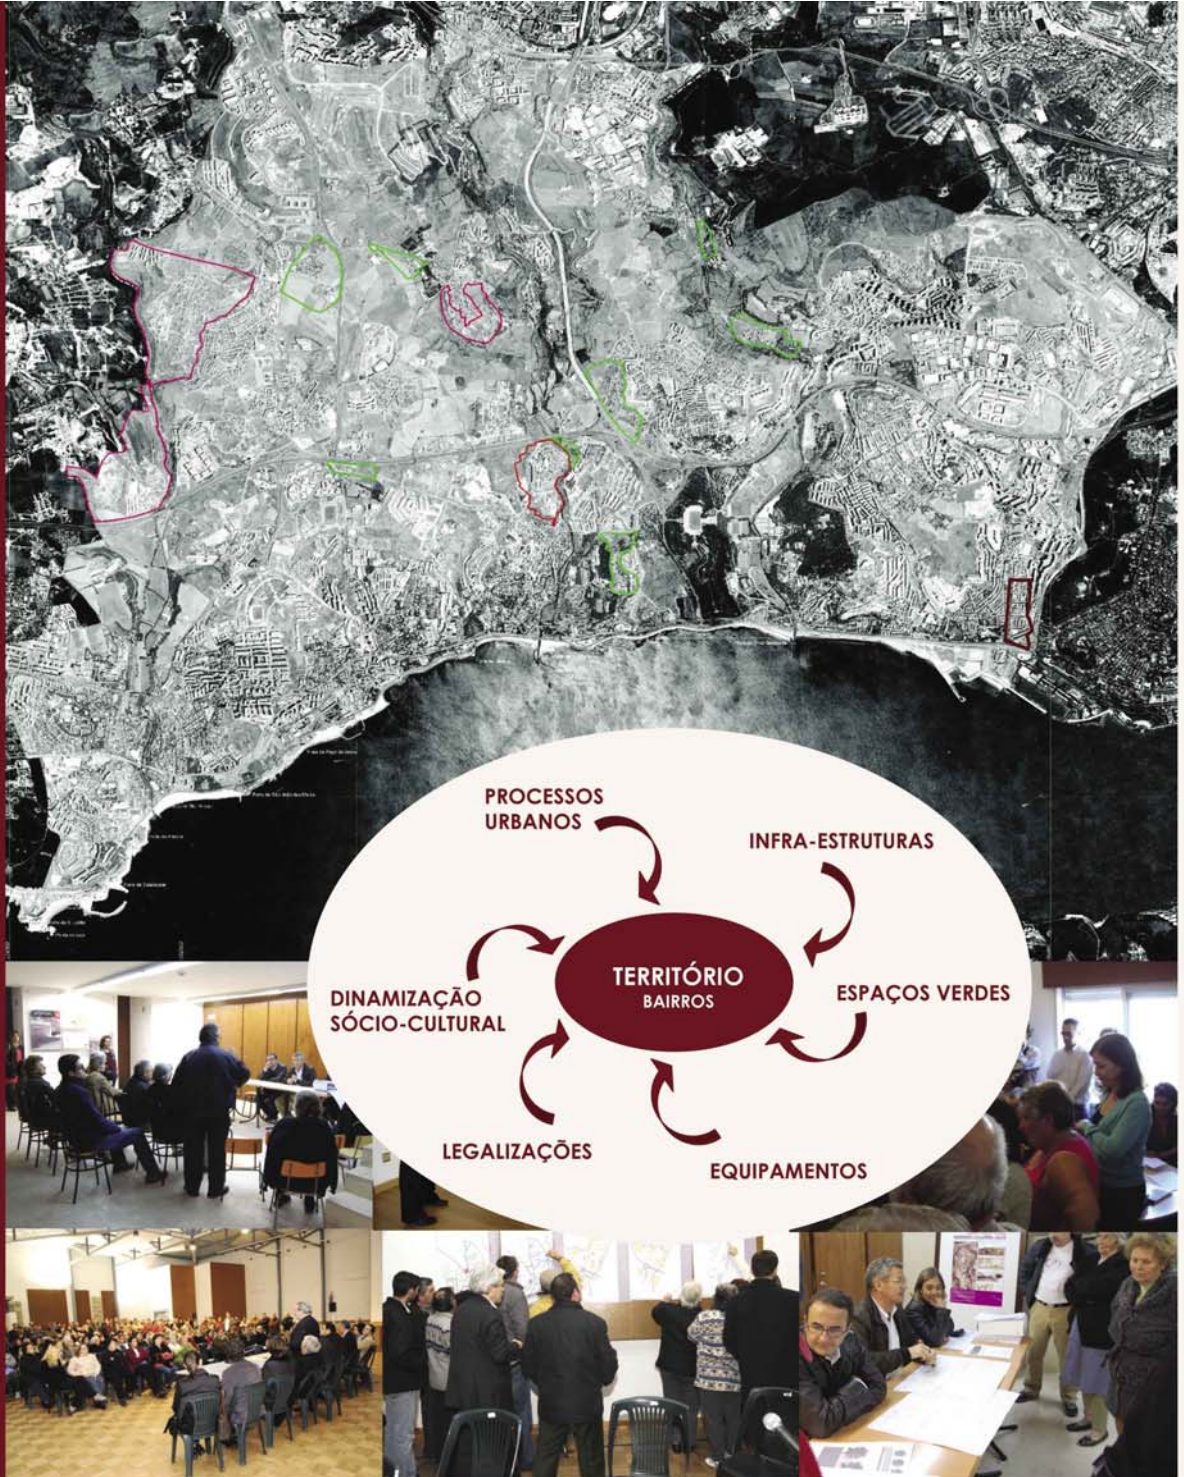 PROCESSOS
URBANOS
INFRA-ESTRUTURAS
TERRITÓRIO
BAIRROS
ESPAÇOS VERDES
DINAMIZAÇÃO
SÓCIO-CULTURAL
LEGALIZAÇÕES
EQUIPAMENTOS